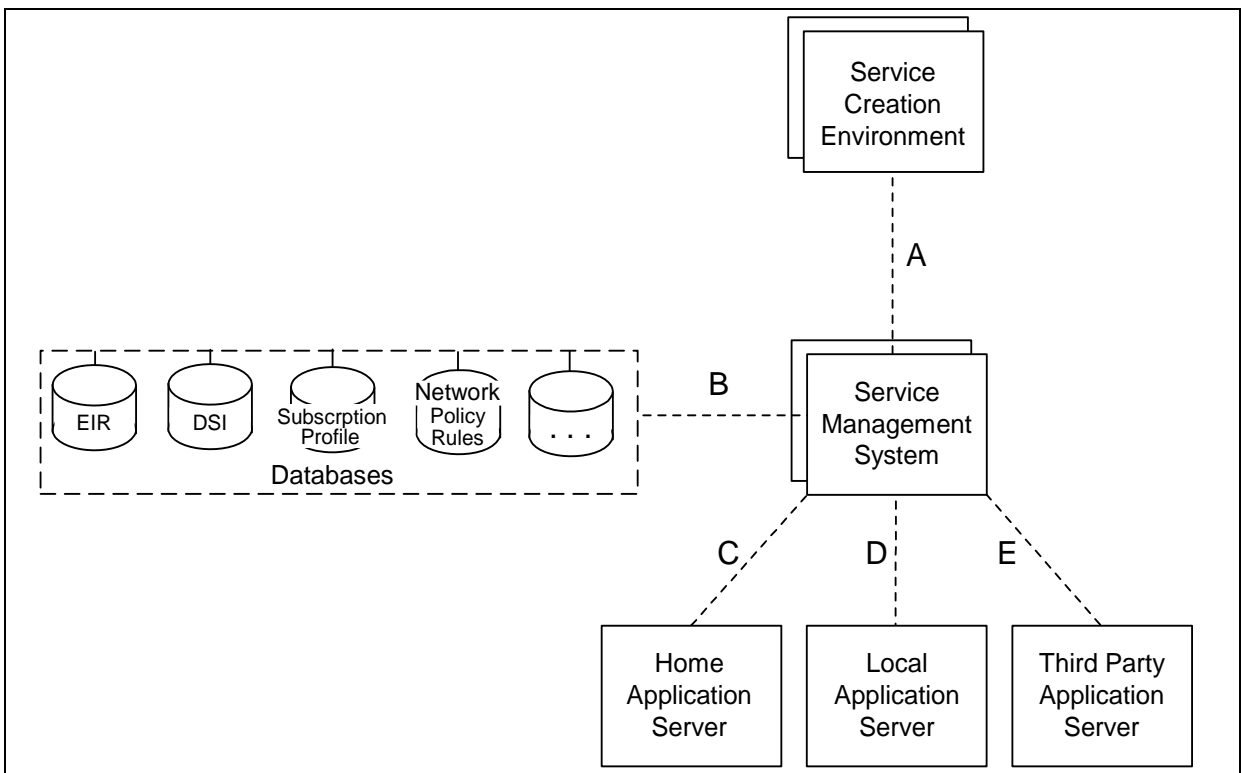 Service
Creation
Environment
A
EIR
DSI
Subscrption
Profile
Network
Policy
Rules
. . .
Databases
B
Service
Management
System
C
D
E
Home
Application
Server
Local
Application
Server
Third Party
Application
Server